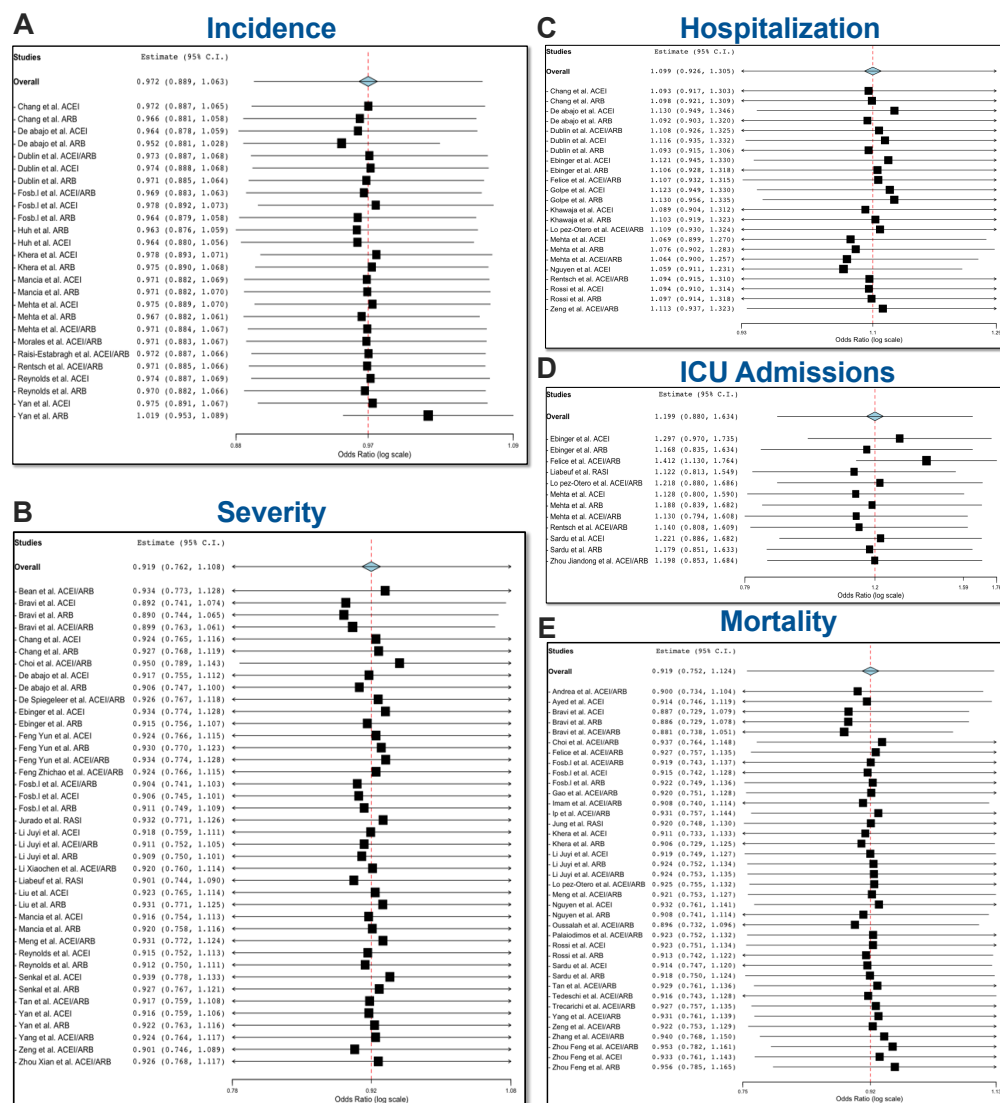 A
Incidence
Studies Estimate (95% C.I.)
Overall 0.972 (0.889, 1.063)
- Chang et al. ACEI 0.972 (0.887, 1.065)
- Chang et al. ARB 0.966 (0.881, 1.058)
- De abajo et al. ACEI 0.964 (0.878, 1.059)
- De abajo et al. ARB 0.952 (0.881, 1.028)
- Dublin et al. ACEI/ARB 0.973 (0.887, 1.068)
- Dublin et al. ACEI 0.974 (0.888, 1.068)
- Dublin et al. ARB 0.971 (0.885, 1.064)
- Fosb.l et al. ACEI/ARB 0.969 (0.883, 1.063)
- Fosb.l et al. ACEI 0.978 (0.892, 1.073)
- Fosb.l et al. ARB 0.964 (0.879, 1.058)
- Huh et al. ARB 0.963 (0.876, 1.059)
- Huh et al. ACEI 0.964 (0.880, 1.056)
- Khera et al. ACEI 0.978 (0.893, 1.071)
- Khera et al. ARB 0.975 (0.890, 1.068)
- Mancia et al. ACEI 0.971 (0.882, 1.069)
- Mancia et al. ARB 0.971 (0.882, 1.070)
- Mehta et al. ACEI 0.975 (0.889, 1.070)
- Mehta et al. ARB 0.967 (0.882, 1.061)
- Mehta et al. ACEI/ARB 0.971 (0.884, 1.067)
- Morales et al. ACEI/ARB 0.971 (0.883, 1.067)
- Raisi-Estabragh et al. ACEI/ARB 0.972 (0.887, 1.066)
- Rentsch et al. ACEI/ARB 0.971 (0.885, 1.066)
- Reynolds et al. ACEI 0.974 (0.887, 1.069)
- Reynolds et al. ARB 0.970 (0.882, 1.066)
- Yan et al. ACEI 0.975 (0.891, 1.067)
- Yan et al. ARB 1.019 (0.953, 1.089)
0.88 0.97 1.09
Odds Ratio (log scale)
B
Severity
Studies Estimate (95% C.I.)
Overall 0.919 (0.762, 1.108)
- Bean et al. ACEI/ARB 0.934 (0.773, 1.128)
- Bravi et al. ACEI 0.892 (0.741, 1.074)
- Bravi et al. ARB 0.890 (0.744, 1.065)
- Bravi et al. ACEI/ARB 0.899 (0.763, 1.061)
- Chang et al. ACEI 0.924 (0.765, 1.116)
- Chang et al. ARB 0.927 (0.768, 1.119)
- Choi et al. ACEI/ARB 0.950 (0.789, 1.143)
- De abajo et al. ACEI 0.917 (0.755, 1.112)
- De abajo et al. ARB 0.906 (0.747, 1.100)
- De Spiegeleer et al. ACEI/ARB 0.926 (0.767, 1.118)
- Ebinger et al. ACEI 0.934 (0.774, 1.128)
- Ebinger et al. ARB 0.915 (0.756, 1.107)
- Feng Yun et al. ACEI 0.924 (0.766, 1.115)
- Feng Yun et al. ARB 0.930 (0.770, 1.123)
- Feng Yun et al. ACEI/ARB 0.934 (0.774, 1.128)
- Feng Zhichao et al. ACEI/ARB 0.924 (0.766, 1.115)
- Fosb.l et al. ACEI/ARB 0.904 (0.741, 1.103)
- Fosb.l et al. ACEI 0.906 (0.745, 1.101)
- Fosb.l et al. ARB 0.911 (0.749, 1.109)
- Jurado et al. RASI 0.932 (0.771, 1.126)
- Li Juyi et al. ACEI 0.918 (0.759, 1.111)
- Li Juyi et al. ACEI/ARB 0.911 (0.752, 1.105)
- Li Juyi et al. ARB 0.909 (0.750, 1.101)
- Li Xiaochen et al. ACEI/ARB 0.920 (0.760, 1.114)
- Liabeuf et al. RASI 0.901 (0.744, 1.090)
- Liu et al. ACEI 0.923 (0.765, 1.114)
- Liu et al. ARB 0.931 (0.771, 1.125)
- Mancia et al. ACEI 0.916 (0.754, 1.113)
- Mancia et al. ARB 0.920 (0.758, 1.116)
- Meng et al. ACEI/ARB 0.931 (0.772, 1.124)
- Reynolds et al. ACEI 0.915 (0.752, 1.113)
- Reynolds et al. ARB 0.912 (0.750, 1.111)
- Senkal et al. ACEI 0.939 (0.778, 1.133)
- Senkal et al. ARB 0.927 (0.767, 1.121)
- Tan et al. ACEI/ARB 0.917 (0.759, 1.108)
- Yan et al. ACEI 0.916 (0.759, 1.106)
- Yan et al. ARB 0.922 (0.763, 1.116)
- Yang et al. ACEI/ARB 0.924 (0.764, 1.117)
- Zeng et al. ACEI/ARB 0.901 (0.746, 1.089)
- Zhou Xian et al. ACEI/ARB 0.926 (0.768, 1.117)
0.76 0.92 1.08
Odds Ratio (log scale)
C
Hospitalization
Studies Estimate (95% C.I.)
Overall 1.099 (0.926, 1.305)
- Chang et al. ACEI 1.093 (0.917, 1.303)
- Chang et al. ARB 1.098 (0.921, 1.309)
- De abajo et al. ACEI 1.130 (0.949, 1.346)
- De abajo et al. ARB 1.092 (0.903, 1.320)
- Dublin et al. ACEI/ARB 1.108 (0.926, 1.325)
- Dublin et al. ACEI 1.116 (0.935, 1.332)
- Dublin et al. ARB 1.093 (0.915, 1.306)
- Ebinger et al. ACEI 1.121 (0.945, 1.330)
- Ebinger et al. ARB 1.106 (0.928, 1.318)
- Felice et al. ACEI/ARB 1.107 (0.932, 1.315)
- Golpe et al. ACEI 1.123 (0.949, 1.330)
- Golpe et al. ARB 1.130 (0.956, 1.335)
- Khawaja et al. ACEI 1.089 (0.904, 1.312)
- Khawaja et al. ARB 1.103 (0.919, 1.323)
- Lo pez-Otero et al. ACEI/ARB 1.109 (0.930, 1.324)
- Mehta et al. ACEI 1.069 (0.899, 1.270)
- Mehta et al. ARB 1.076 (0.902, 1.283)
- Mehta et al. ACEI/ARB 1.064 (0.900, 1.257)
- Nguyen et al. ACEI 1.059 (0.911, 1.231)
- Rentsch et al. ACEI/ARB 1.094 (0.915, 1.310)
- Rossi et al. ACEI 1.094 (0.910, 1.314)
- Rossi et al. ARB 1.097 (0.914, 1.318)
- Zeng et al. ACEI/ARB 1.113 (0.937, 1.323)
0.93 1.1 1.25
Odds Ratio (log scale)
D
ICU Admissions
Studies Estimate (95% C.I.)
Overall 1.199 (0.880, 1.634)
- Ebinger et al. ACEI 1.297 (0.970, 1.735)
- Ebinger et al. ARB 1.168 (0.835, 1.634)
- Felice et al. ACEI/ARB 1.412 (1.130, 1.764)
- Liabeuf et al. RASI 1.122 (0.813, 1.549)
- Lo pez-Otero et al. ACEI/ARB 1.218 (0.880, 1.686)
- Mehta et al. ACEI 1.128 (0.800, 1.590)
- Mehta et al. ARB 1.188 (0.839, 1.682)
- Mehta et al. ACEI/ARB 1.130 (0.794, 1.608)
- Rentsch et al. ACEI/ARB 1.140 (0.808, 1.609)
- Sardu et al. ACEI 1.221 (0.886, 1.682)
- Sardu et al. ARB 1.179 (0.851, 1.633)
- Zhou Jiandong et al. ACEI/ARB 1.198 (0.853, 1.684)
0.79 1.2 1.59 1.76
Odds Ratio (log scale)
E
Mortality
Studies Estimate (95% C.I.)
Overall 0.919 (0.752, 1.124)
- Andrea et al. ACEI/ARB 0.900 (0.734, 1.104)
- Ayed et al. ACEI 0.914 (0.746, 1.119)
- Bravi et al. ACEI 0.887 (0.729, 1.079)
- Bravi et al. ARB 0.886 (0.729, 1.078)
- Bravi et al. ACEI/ARB 0.881 (0.738, 1.051)
- Choi et al. ACEI/ARB 0.937 (0.764, 1.148)
- Felice et al. ACEI/ARB 0.927 (0.757, 1.135)
- Fosb.l et al. ACEI/ARB 0.919 (0.743, 1.137)
- Fosb.l et al. ACEI 0.915 (0.742, 1.128)
- Fosb.l et al. ARB 0.922 (0.749, 1.136)
- Gao et al. ACEI/ARB 0.920 (0.751, 1.128)
- Imam et al. ACEI/ARB 0.908 (0.740, 1.114)
- Ip et al. ACEI/ARB 0.931 (0.757, 1.144)
- Jung et al. RASI 0.920 (0.748, 1.130)
- Khera et al. ACEI 0.911 (0.733, 1.133)
- Khera et al. ARB 0.906 (0.729, 1.125)
- Li Juyi et al. ACEI 0.919 (0.749, 1.127)
- Li Juyi et al. ARB 0.924 (0.752, 1.134)
- Li Juyi et al. ACEI/ARB 0.924 (0.753, 1.135)
- Lo pez-Otero et al. ACEI/ARB 0.925 (0.755, 1.132)
- Meng et al. ACEI/ARB 0.921 (0.753, 1.127)
- Nguyen et al. ACEI 0.932 (0.761, 1.141)
- Nguyen et al. ARB 0.908 (0.741, 1.114)
- Oussalah et al. ACEI/ARB 0.896 (0.732, 1.096)
- Palaiodimos et al. ACEI/ARB 0.923 (0.752, 1.132)
- Rossi et al. ACEI 0.923 (0.751, 1.134)
- Rossi et al. ARB 0.913 (0.742, 1.122)
- Sardu et al. ACEI 0.914 (0.747, 1.120)
- Sardu et al. ARB 0.918 (0.750, 1.124)
- Tan et al. ACEI/ARB 0.929 (0.761, 1.136)
- Tedeschi et al. ACEI/ARB 0.916 (0.743, 1.128)
- Trecarichi et al. ACEI/ARB 0.927 (0.757, 1.135)
- Yang et al. ACEI/ARB 0.931 (0.761, 1.139)
- Zeng et al. ACEI/ARB 0.922 (0.753, 1.129)
- Zhang et al. ACEI/ARB 0.940 (0.768, 1.150)
- Zhou Feng et al. ACEI/ARB 0.953 (0.782, 1.161)
- Zhou Feng et al. ACEI 0.933 (0.761, 1.143)
- Zhou Feng et al. ARB 0.956 (0.785, 1.165)
0.75 0.92
Odds Ratio (log scale)